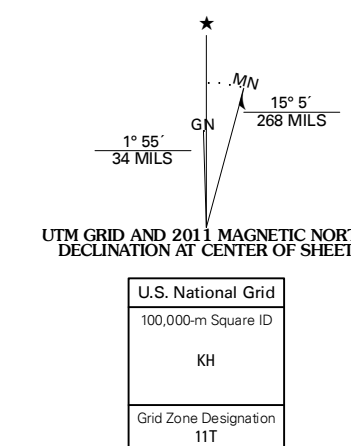 ★
MN
15° 5´
268 MILS
GN
1° 55´
34 MILS
UTM GRID AND 2011 MAGNETIC NORT
DECLINATION AT CENTER OF SHEET
U.S. National Grid
100,000-m Square ID
KH
Grid Zone Designation
11T